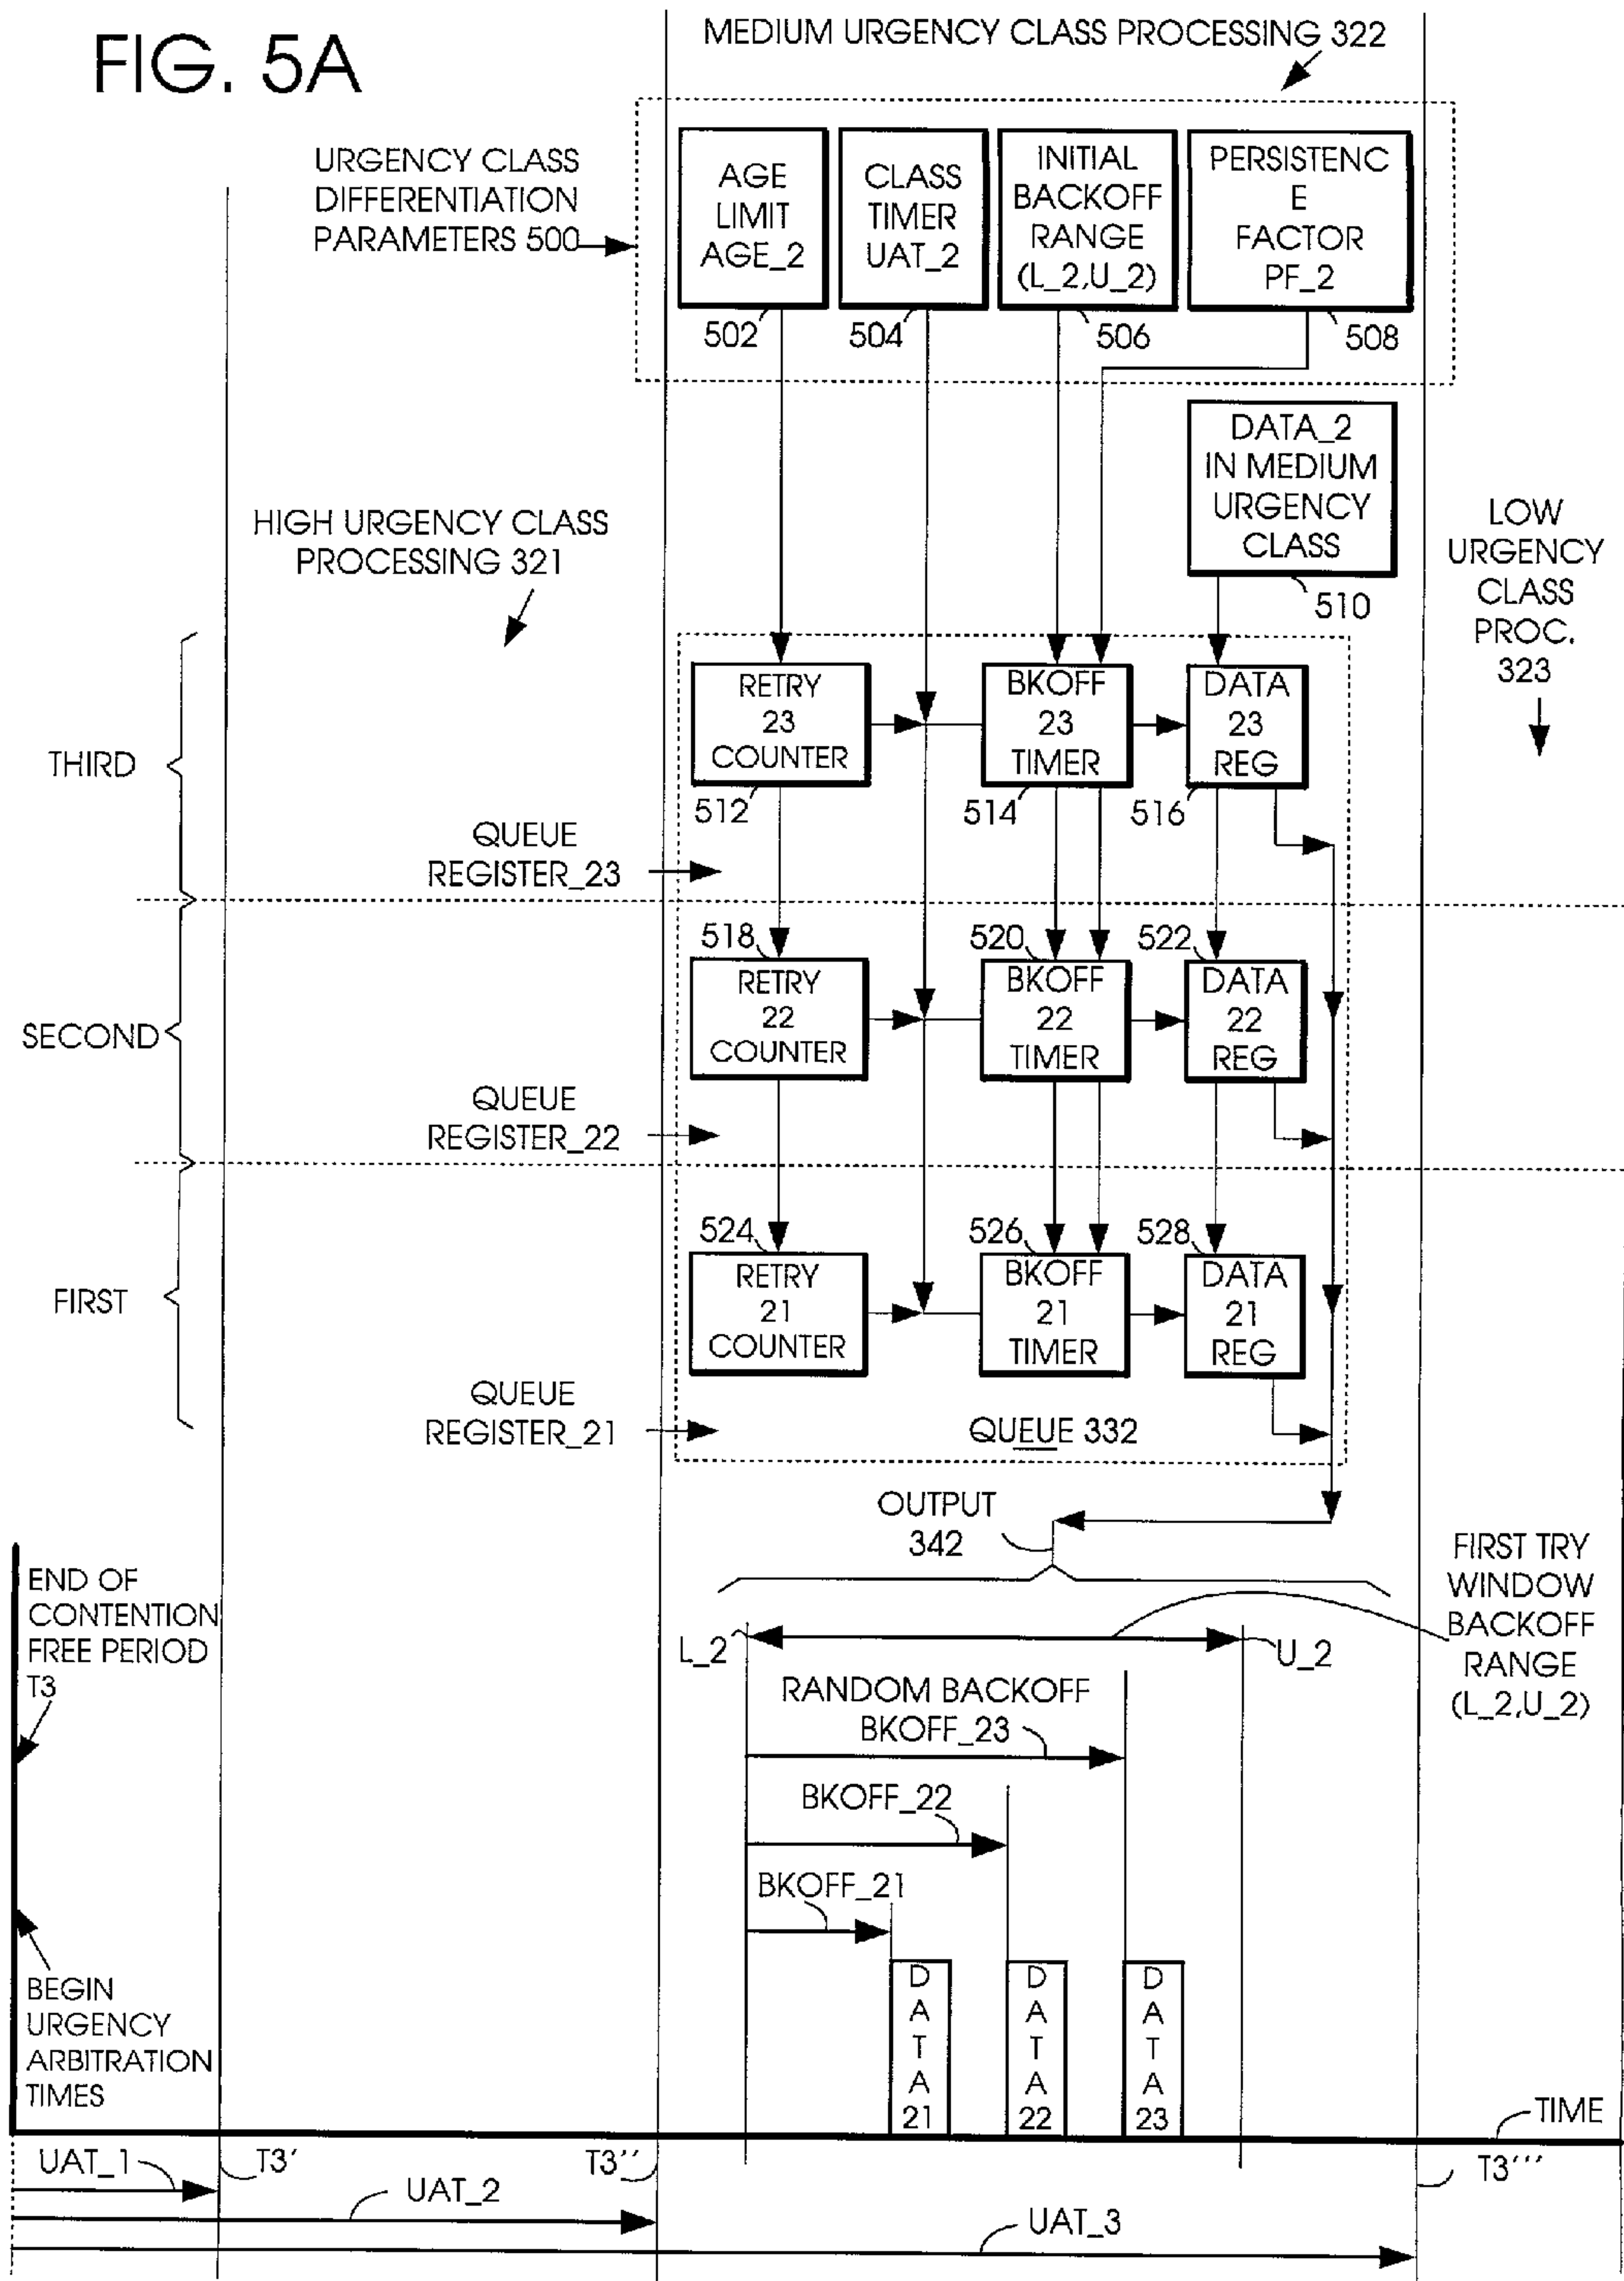 FIG. 5A
MEDIUM URGENCY CLASS PROCESSING 322
URGENCY CLASS
DIFFERENTIATION
PARAMETERS 500
AGE
LIMIT
AGE_2
CLASS
TIMER
UAT_2
INITIAL
BACKOFF
RANGE
(L_2,U_2)
PERSISTENC
E
FACTOR
PF_2
502
504
506
508
DATA_2
IN MEDIUM
URGENCY
CLASS
510
HIGH URGENCY CLASS
PROCESSING 321
LOW
URGENCY
CLASS
PROC.
323
THIRD
RETRY
23
COUNTER
BKOFF
23
TIMER
DATA
23
REG
512
514
516
QUEUE
REGISTER_23
SECOND
518
520
522
RETRY
22
COUNTER
BKOFF
22
TIMER
DATA
22
REG
QUEUE
REGISTER_22
FIRST
524
526
528
RETRY
21
COUNTER
BKOFF
21
TIMER
DATA
21
REG
QUEUE
REGISTER_21
QUEUE 332
OUTPUT
342
FIRST TRY
WINDOW
BACKOFF
RANGE
(L_2,U_2)
END OF
CONTENTION
FREE PERIOD
T3
L_2
U_2
RANDOM BACKOFF
BKOFF_23
BKOFF_22
BKOFF_21
BEGIN
URGENCY
ARBITRATION
TIMES
D
A
T
A
21
D
A
T
A
22
D
A
T
A
23
TIME
UAT_1
T3'
T3''
T3'''
UAT_2
UAT_3